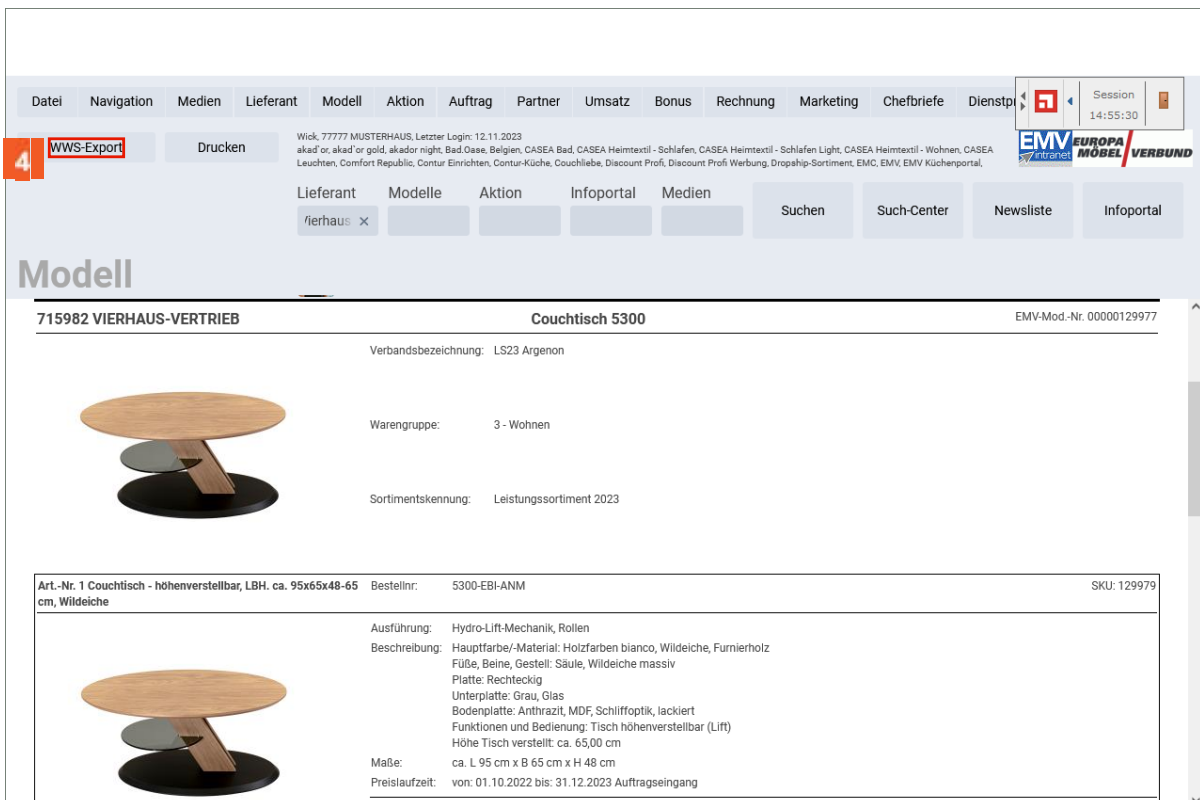 Datei Navigation Medien Lieferant Modell Aktion Auftrag Partner Umsatz Bonus Rechnung Marketing Chefbriefe Dienstpr
Session
14:55:30
4
WWS-Export Drucken
Wick, 77777 MUSTERHAUS, Letzter Login: 12.11.2023
akad`or, akad`or gold, akador night, Bad.Oase, Belgien, CASEA Bad, CASEA Heimtextil - Schlafen, CASEA Heimtextil - Schlafen Light, CASEA Heimtextil - Wohnen, CASEA
Leuchten, Comfort Republic, Contur Einrichten, Contur-Küche, Couchliebe, Discount Profi, Discount Profi Werbung, Dropship-Sortiment, EMC, EMV, EMV Küchenportal,
EMV intranet EUROPA MÖBEL VERBUND
Lieferant Modelle Aktion Infoportal Medien
Vierhaus ✕
Suchen Such-Center Newsliste Infoportal
Modell
715982 VIERHAUS-VERTRIEB Couchtisch 5300 EMV-Mod.-Nr. 00000129977
Verbandsbezeichnung: LS23 Argenon
Warengruppe: 3 - Wohnen
Sortimentskennung: Leistungssortiment 2023
Art.-Nr. 1 Couchtisch - höhenverstellbar, LBH. ca. 95x65x48-65 Bestellnr: 5300-EBI-ANM SKU: 129979
cm, Wildeiche
Ausführung: Hydro-Lift-Mechanik, Rollen
Beschreibung: Hauptfarbe/-Material: Holzfarben bianco, Wildeiche, Furnierholz
Füße, Beine, Gestell: Säule, Wildeiche massiv
Platte: Rechteckig
Unterplatte: Grau, Glas
Bodenplatte: Anthrazit, MDF, Schliffoptik, lackiert
Funktionen und Bedienung: Tisch höhenverstellbar (Lift)
Höhe Tisch verstellt: ca. 65,00 cm
Maße: ca. L 95 cm x B 65 cm x H 48 cm
Preislaufzeit: von: 01.10.2022 bis: 31.12.2023 Auftragseingang